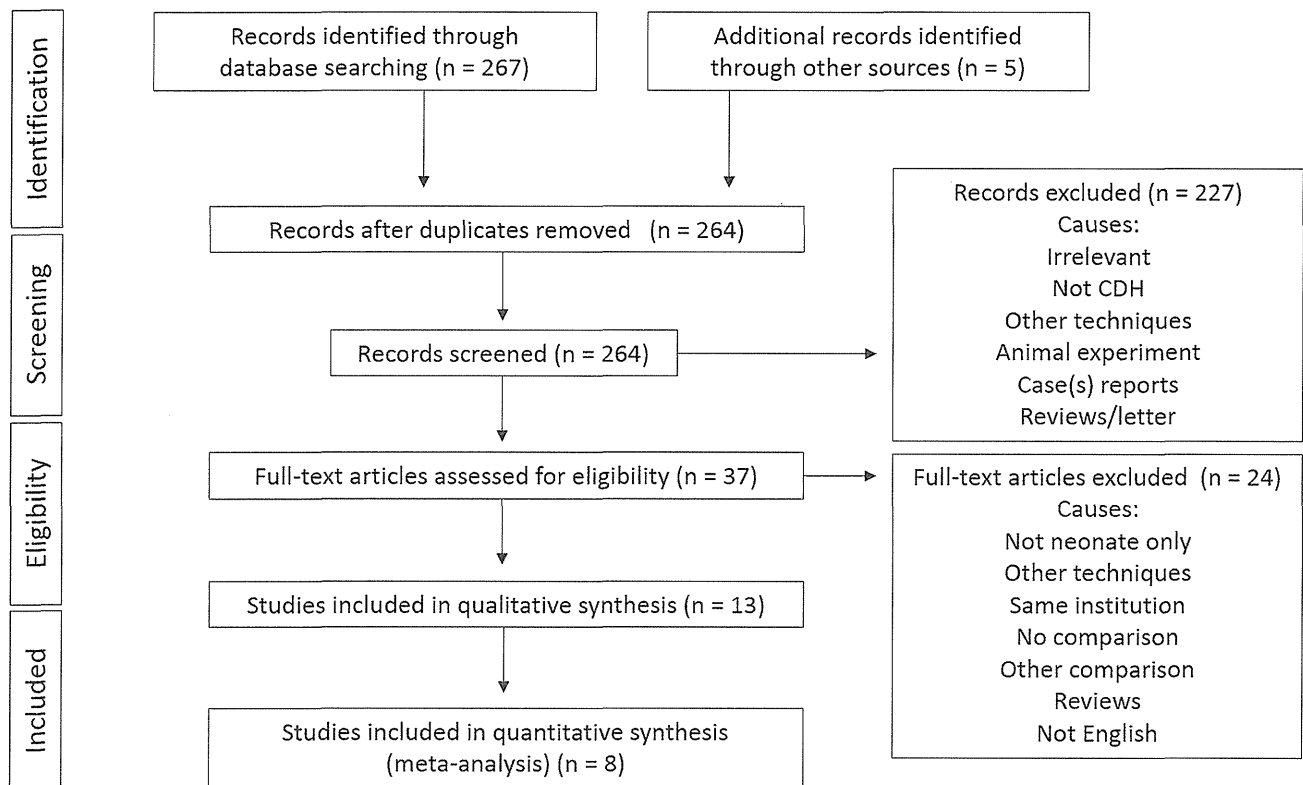 Identification
Records identified through
database searching (n = 267)
Additional records identified
through other sources (n = 5)
Records after duplicates removed (n = 264)
Screening
Records screened (n = 264)
Records excluded (n = 227)
Causes:
Irrelevant
Not CDH
Other techniques
Animal experiment
Case(s) reports
Reviews/letter
Eligibility
Full-text articles assessed for eligibility (n = 37)
Full-text articles excluded (n = 24)
Causes:
Not neonate only
Other techniques
Same institution
No comparison
Other comparison
Reviews
Not English
Studies included in qualitative synthesis (n = 13)
Included
Studies included in quantitative synthesis
(meta-analysis) (n = 8)